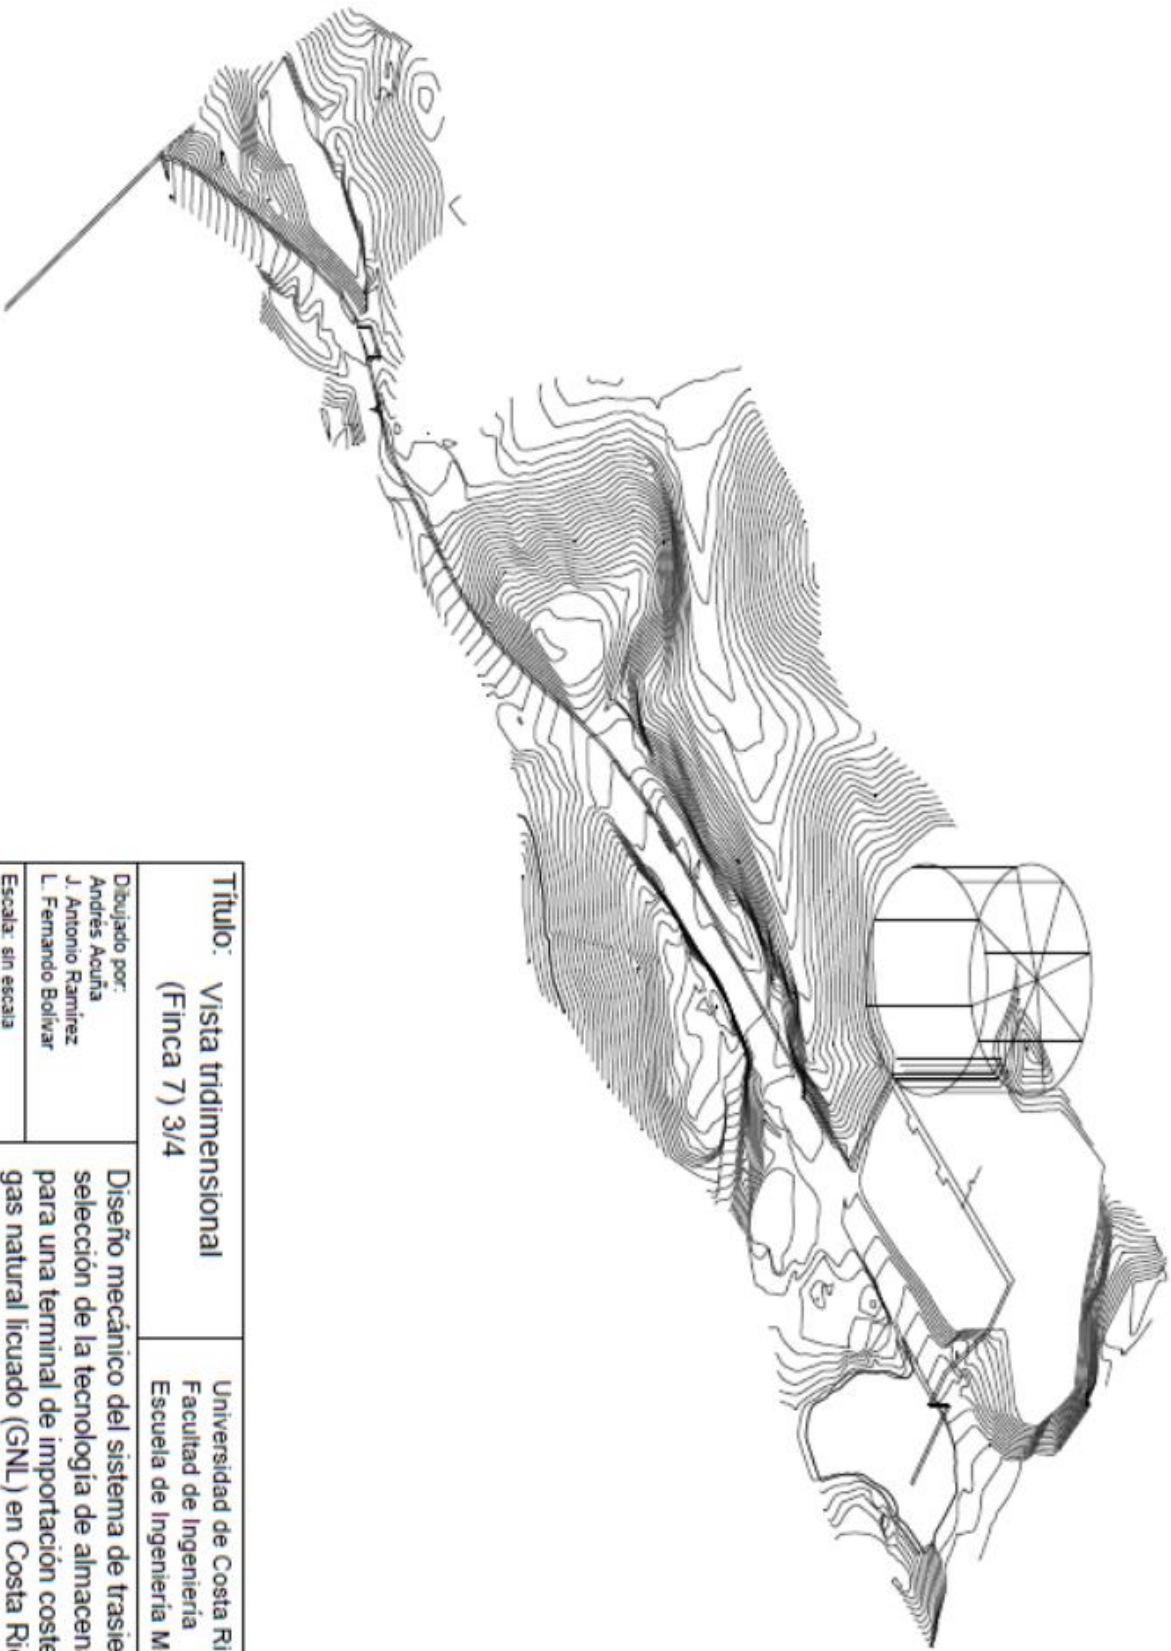 Título: Vista tridimensional
(Finca 7) 3/4
Universidad de Costa Ri
Facultad de Ingeniería
Escuela de Ingeniería M
Dibujado por:
Andrés Acuña
J. Antonio Ramírez
L. Fernando Bolívar
Escala: sin escala
Diseño mecánico del sistema de trasie
selección de la tecnología de almacen
para una terminal de importación coste
gas natural licuado (GNL) en Costa Ric